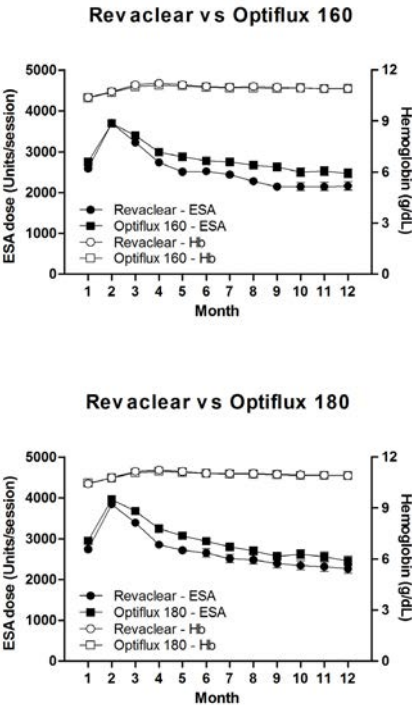 Revaclear vs Optiflux 160
5000
4000
3000
2000
1000
0
ESA dose (Units/session)
12
9
6
3
0
Hemoglobin (g/dL)
Revaclear - ESA
Optiflux 160 - ESA
Revaclear - Hb
Optiflux 160 - Hb
1 2 3 4 5 6 7 8 9 10 11 12
Month
Revaclear vs Optiflux 180
5000
4000
3000
2000
1000
0
ESA dose (Units/session)
12
9
6
3
0
Hemoglobin (g/dL)
Revaclear - ESA
Optiflux 180 - ESA
Revaclear - Hb
Optiflux 180 - Hb
1 2 3 4 5 6 7 8 9 10 11 12
Month